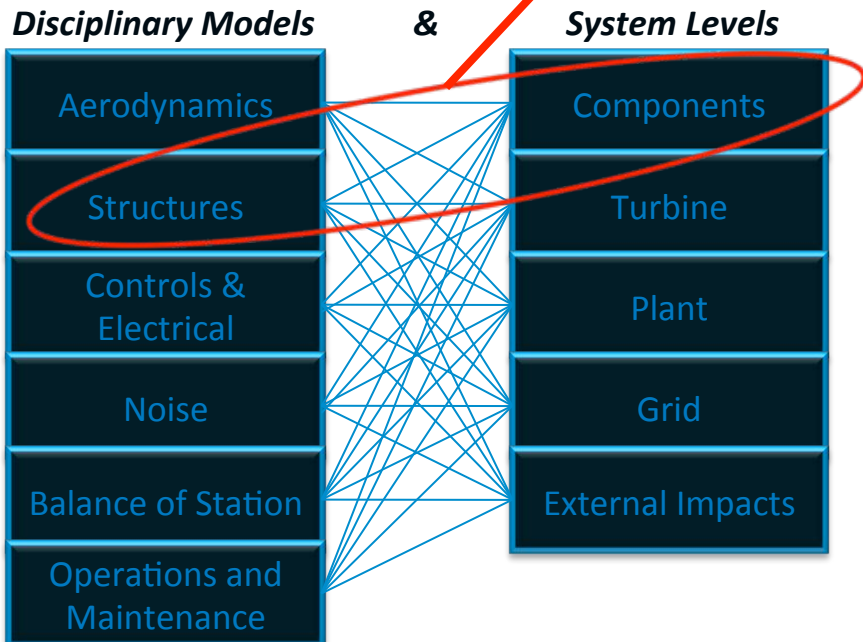 Disciplinary Models & System Levels
Aerodynamics
Structures
Controls &
Electrical
Noise
Balance of Station
Operations and
Maintenance
Components
Turbine
Plant
Grid
External Impacts